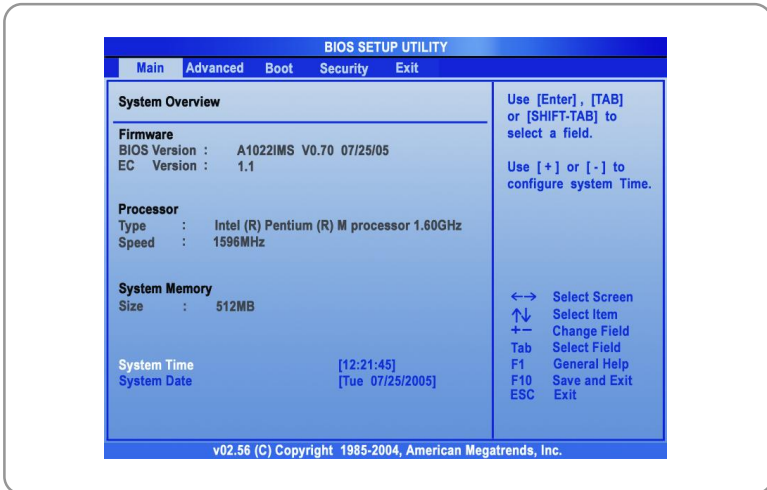 BIOS SETUP UTILITY
Main Advanced Boot Security Exit
System Overview
Firmware
BIOS Version : A1022IMS V0.70 07/25/05
EC Version : 1.1
Processor
Type : Intel (R) Pentium (R) M processor 1.60GHz
Speed : 1596MHz
System Memory
Size : 512MB
System Time [12:21:45]
System Date [Tue 07/25/2005]
Use [Enter] , [TAB]
or [SHIFT-TAB] to
select a field.
Use [+] or [-] to
configure system Time.
←→ Select Screen
↑↓ Select Item
+− Change Field
Tab Select Field
F1 General Help
F10 Save and Exit
ESC Exit
v02.56 (C) Copyright 1985-2004, American Megatrends, Inc.